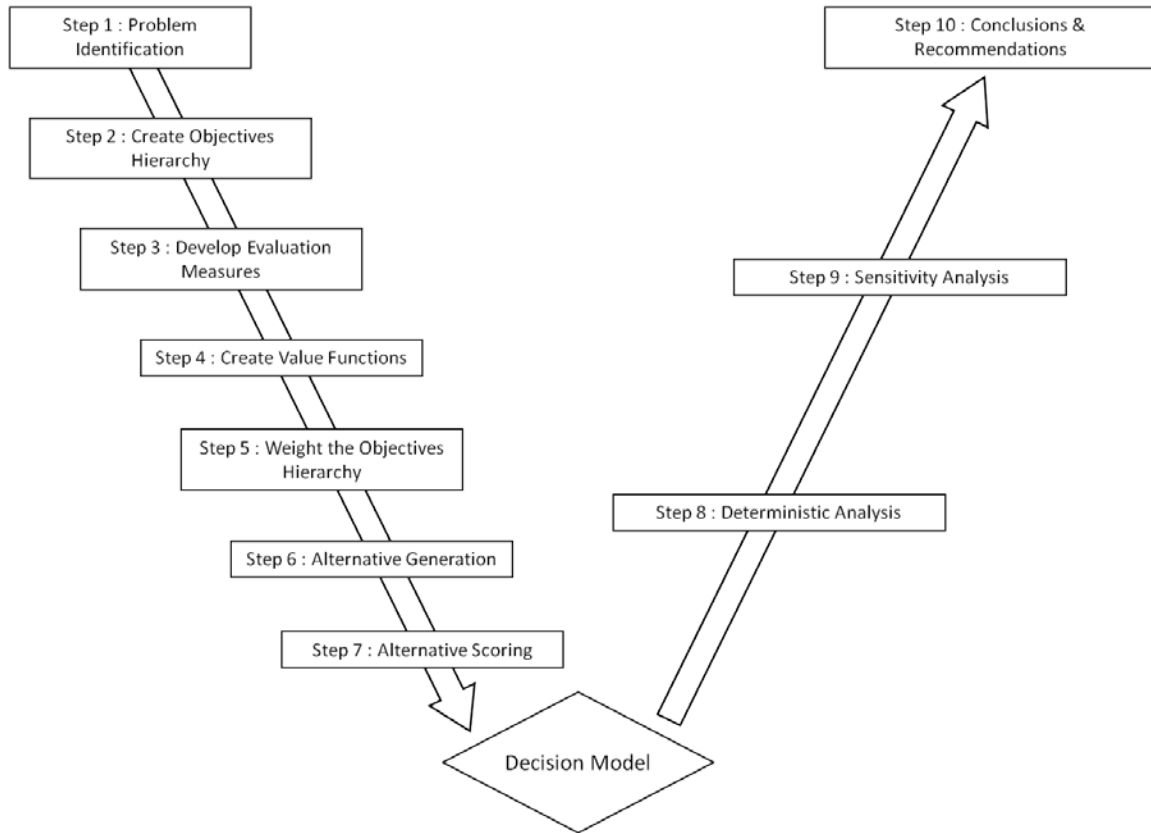 Step 1 : Problem
Identification
Step 2 : Create Objectives
Hierarchy
Step 3 : Develop Evaluation
Measures
Step 4 : Create Value Functions
Step 5 : Weight the Objectives
Hierarchy
Step 6 : Alternative Generation
Step 7 : Alternative Scoring
Decision Model
Step 8 : Deterministic Analysis
Step 9 : Sensitivity Analysis
Step 10 : Conclusions &
Recommendations